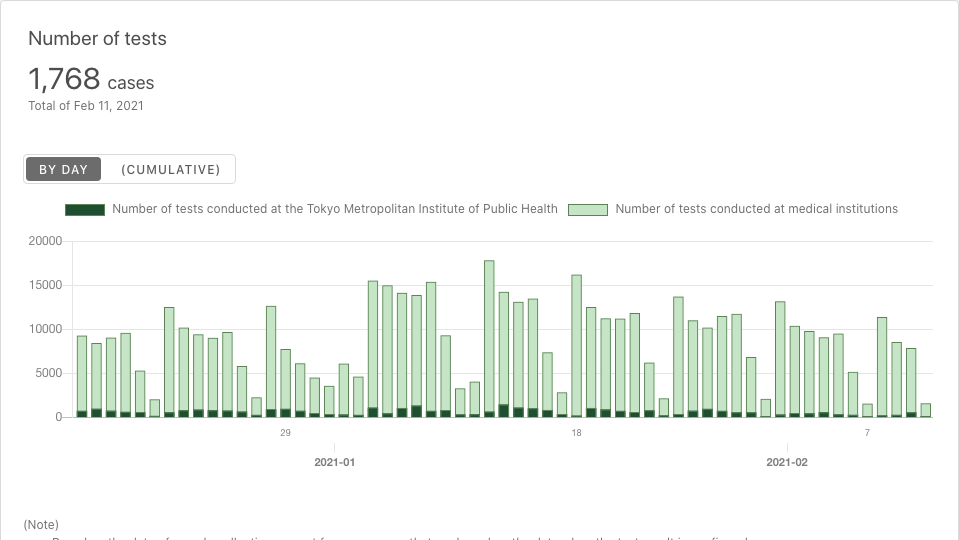 Number of tests
1,768 cases
Total of Feb 11, 2021
BY DAY (CUMULATIVE)
Number of tests conducted at the Tokyo Metropolitan Institute of Public Health Number of tests conducted at medical institutions
20000
15000
10000
5000
0
29 18 7
2021-01 2021-02
(Note)